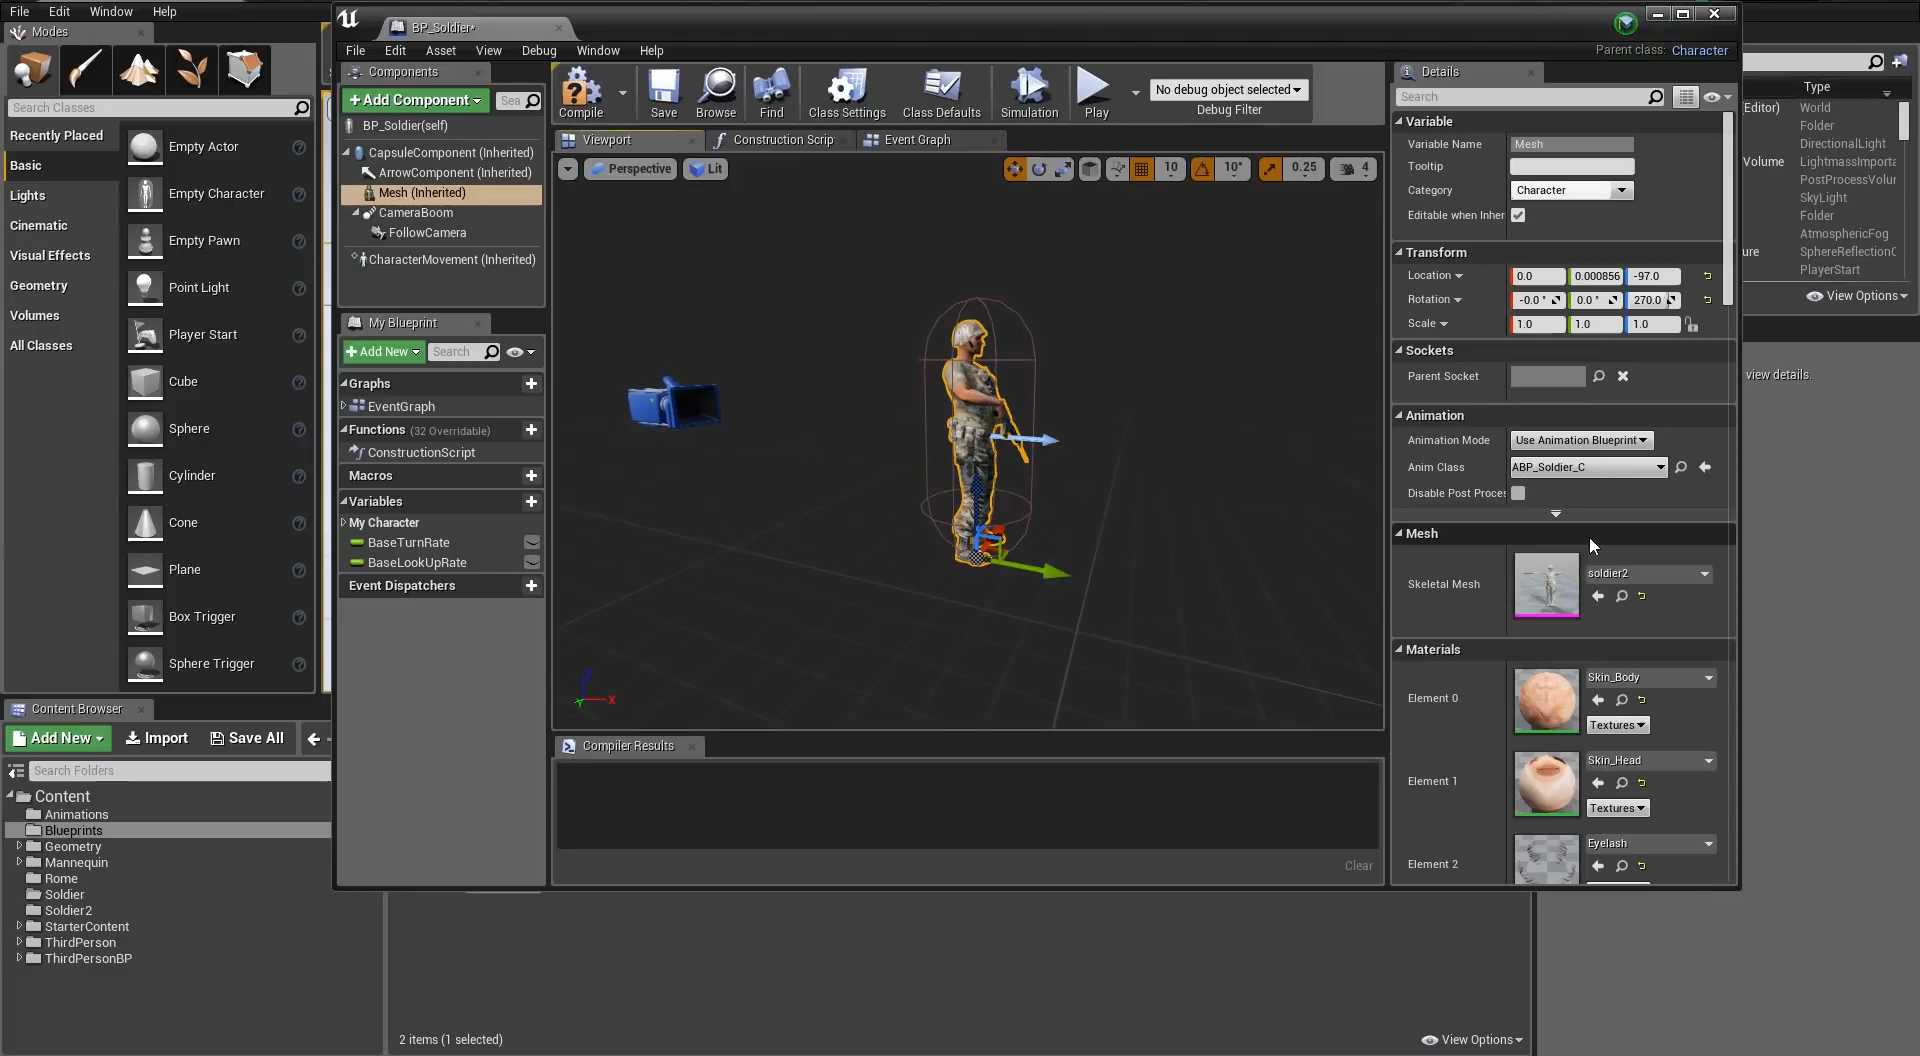 File Edit Window Help
Modes
Search Classes
Recently Placed
Basic
Lights
Cinematic
Visual Effects
Geometry
Volumes
All Classes
Empty Actor
Empty Character
Empty Pawn
Point Light
Player Start
Cube
Sphere
Cylinder
Cone
Plane
Box Trigger
Sphere Trigger
Content Browser
Add New Import Save All
Search Folders
Content
Animations
Blueprints
Geometry
Mannequin
Rome
Soldier
Soldier2
StarterContent
ThirdPerson
ThirdPersonBP
2 items (1 selected)
View Options
BP_Soldier*
File Edit Asset View Debug Window Help
Parent class: Character
Components
+ Add Component Sea
BP_Soldier(self)
CapsuleComponent (Inherited)
ArrowComponent (Inherited)
Mesh (Inherited)
CameraBoom
FollowCamera
CharacterMovement (Inherited)
My Blueprint
+ Add New Search
Graphs
EventGraph
Functions (32 Overridable)
ConstructionScript
Macros
Variables
My Character
BaseTurnRate
BaseLookUpRate
Event Dispatchers
Compile Save Browse Find Class Settings Class Defaults Simulation Play
No debug object selected
Debug Filter
Viewport Construction Scrip Event Graph
Perspective Lit
10 10° 0.25 4
Z
X
Y
Compiler Results
Clear
Details
Search
Variable
Variable Name Mesh
Tooltip
Category Character
Editable when Inher
Transform
Location 0.0 0.000856 -97.0
Rotation -0.0 ° 0.0 ° 270.0
Scale 1.0 1.0 1.0
Sockets
Parent Socket
Animation
Animation Mode Use Animation Blueprint
Anim Class ABP_Soldier_C
Disable Post Proces
Mesh
Skeletal Mesh soldier2
Materials
Element 0 Skin_Body
Textures
Element 1 Skin_Head
Textures
Element 2 Eyelash
Type
(Editor) World
Folder
DirectionalLight
Volume LightmassImporta
PostProcessVolur
SkyLight
Folder
AtmosphericFog
ure SphereReflectionC
PlayerStart
View Options
view details.